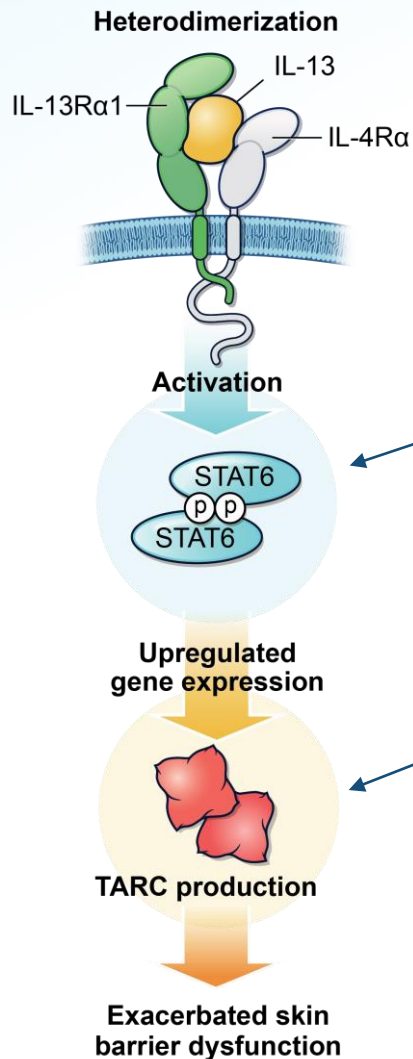 Heterodimerization
IL-13
IL-13Rα1
IL-4Rα
Activation
STAT6
p p
STAT6
Upregulated
gene expression
TARC production
Exacerbated skin
barrier dysfunction